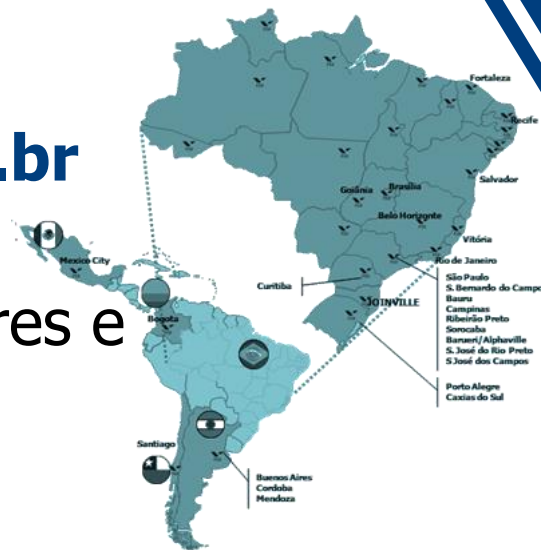 .br
res e
Fortaleza
Recife
Salvador
Goiânia
Brasília
Belo Horizonte
Vitória
Rio de Janeiro
Curitiba
São Paulo
S. Bernardo do Campo
Bauru
Campinas
Ribeirão Preto
Sorocaba
Barueri/Alphaville
S. José do Rio Preto
S José dos Campos
JOINVILLE
Porto Alegre
Caxias do Sul
Mexico City
Bogota
Santiago
Buenos Aires
Cordoba
Mendoza